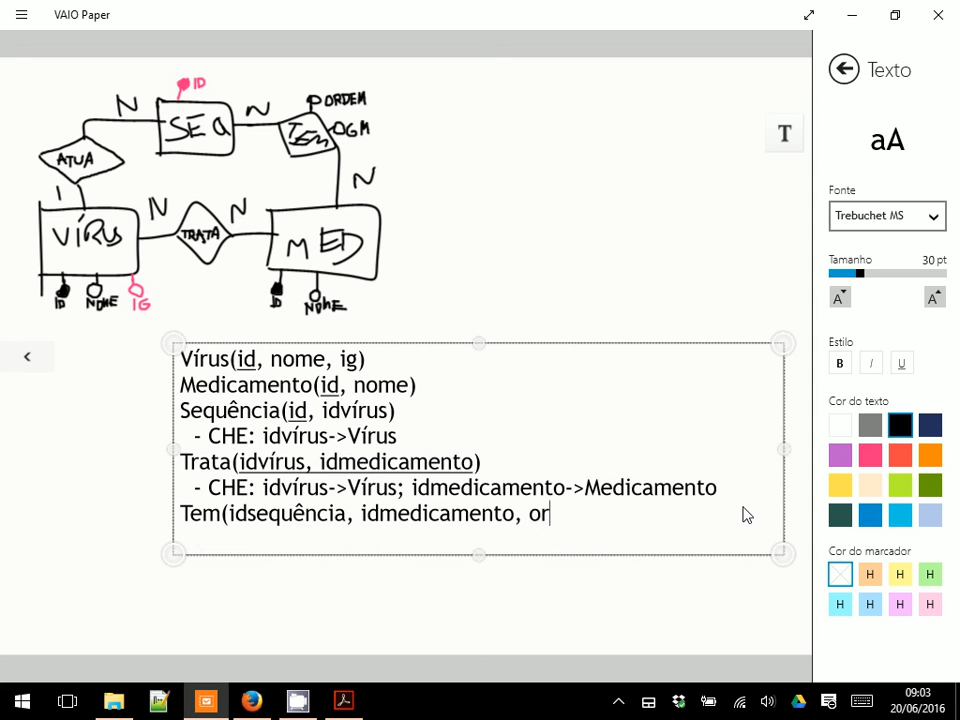 VAIO Paper
ID
N
SEQ
N
ORDEM
TEM
QGM
ATUA
N
1
VÍRUS
N
TRATA
N
MED
ID
NOME
IG
ID
NOME
Vírus(id, nome, ig)
Medicamento(id, nome)
Sequência(id, idvírus)
- CHE: idvírus->Vírus
Trata(idvírus, idmedicamento)
- CHE: idvírus->Vírus; idmedicamento->Medicamento
Tem(idsequência, idmedicamento, or
T
Texto
aA
Fonte
Trebuchet MS
Tamanho 30 pt
A A
Estilo
B I U
Cor do texto
Cor do marcador
H H H
H H H H
09:03
20/06/2016